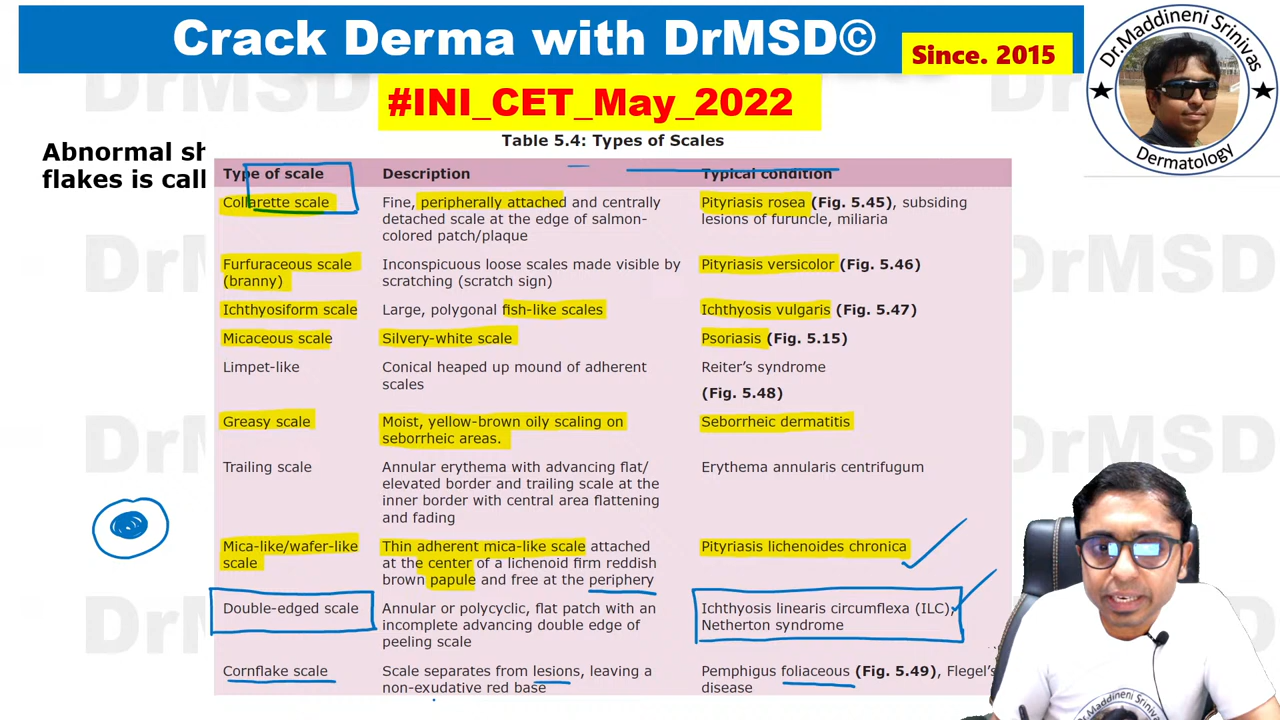 Crack Derma with DrMSD©
Since. 2015
Dr.Maddineni Srinivas
Dermatology
#INI_CET_May_2022
Abnormal sh
flakes is call
Table 5.4: Types of Scales
Type of scale Description Typical condition
Collarette scale Fine, peripherally attached and centrally detached scale at the edge of salmon-colored patch/plaque Pityriasis rosea (Fig. 5.45), subsiding lesions of furuncle, miliaria
Furfuraceous scale (branny) Inconspicuous loose scales made visible by scratching (scratch sign) Pityriasis versicolor (Fig. 5.46)
Ichthyosiform scale Large, polygonal fish-like scales Ichthyosis vulgaris (Fig. 5.47)
Micaceous scale Silvery-white scale Psoriasis (Fig. 5.15)
Limpet-like Conical heaped up mound of adherent scales Reiter's syndrome (Fig. 5.48)
Greasy scale Moist, yellow-brown oily scaling on seborrheic areas. Seborrheic dermatitis
Trailing scale Annular erythema with advancing flat/elevated border and trailing scale at the inner border with central area flattening and fading Erythema annularis centrifugum
Mica-like/wafer-like scale Thin adherent mica-like scale attached at the center of a lichenoid firm reddish brown papule and free at the periphery Pityriasis lichenoides chronica
Double-edged scale Annular or polycyclic, flat patch with an incomplete advancing double edge of peeling scale Ichthyosis linearis circumflexa (ILC), Netherton syndrome
Cornflake scale Scale separates from lesions, leaving a non-exudative red base Pemphigus foliaceous (Fig. 5.49), Flegel's disease
DrMSD
DrMSD
DrMSD
DrMSD